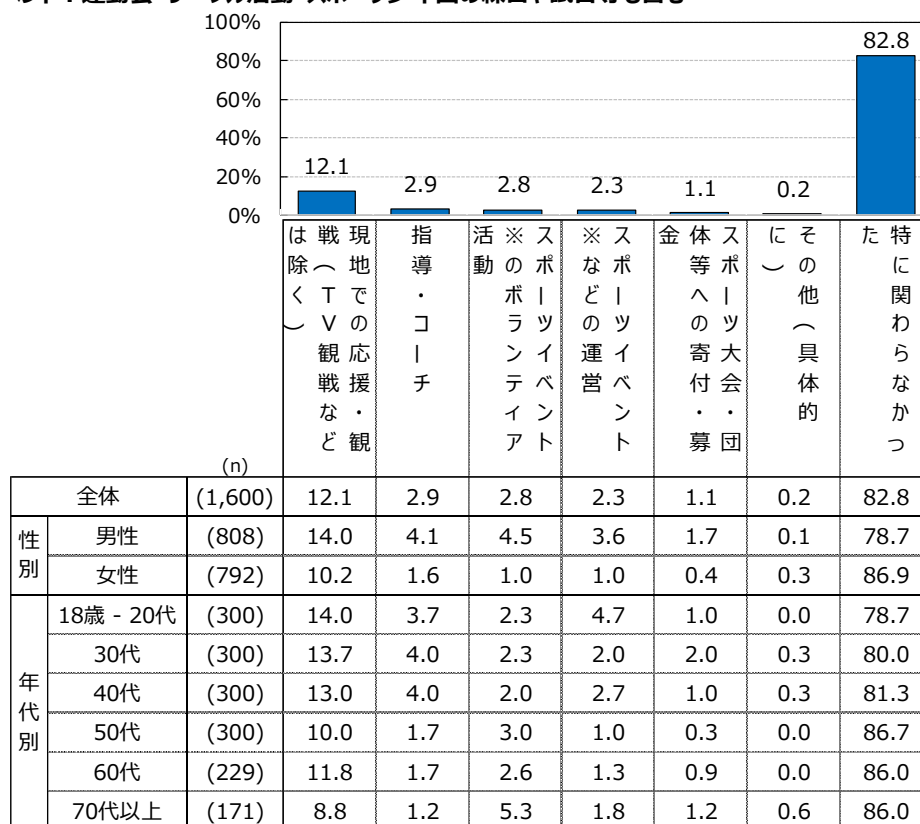 100%
80%
60%
40%
20%
0%
12.1
2.9
2.8
2.3
1.1
0.2
82.8
現地での応援・観
戦（ＴＶ観戦など
は除く）
指導・コーチ
スポーツイベント
※のボランティア
活動
スポーツイベント
※などの運営
スポーツ大会・団
体等への寄付・募
金
その他（具体的
に）
特に関わらなかっ
た
(n)
全体 (1,600) 12.1 2.9 2.8 2.3 1.1 0.2 82.8
性別
男性 (808) 14.0 4.1 4.5 3.6 1.7 0.1 78.7
女性 (792) 10.2 1.6 1.0 1.0 0.4 0.3 86.9
年代別
18歳 - 20代 (300) 14.0 3.7 2.3 4.7 1.0 0.0 78.7
30代 (300) 13.7 4.0 2.3 2.0 2.0 0.3 80.0
40代 (300) 13.0 4.0 2.0 2.7 1.0 0.3 81.3
50代 (300) 10.0 1.7 3.0 1.0 0.3 0.0 86.7
60代 (229) 11.8 1.7 2.6 1.3 0.9 0.0 86.0
70代以上 (171) 8.8 1.2 5.3 1.8 1.2 0.6 86.0